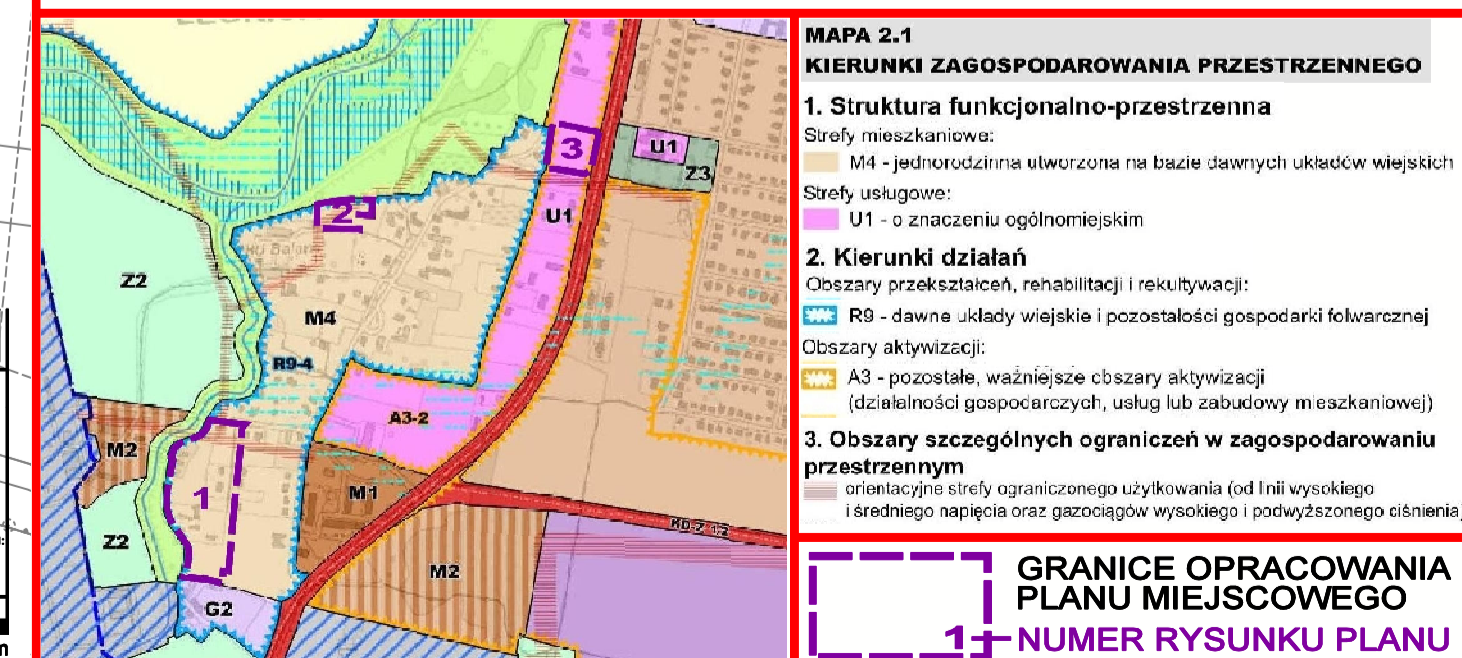 MAPA 2.1
KIERUNKI ZAGOSPODAROWANIA PRZESTRZENNEGO
1. Struktura funkcjonalno-przestrzenna
Strefy mieszkaniowe:
M4 - jednorodzinna utworzona na bazie dawnych układów wiejskich
Strefy usługowe:
U1 - o znaczeniu ogólnomiejskim
2. Kierunki działań
Obszary przekształceń, rehabilitacji i rekultywacji:
R9 - dawne układy wiejskie i pozostałości gospodarki folwarcznej
Obszary aktywizacji:
A3 - pozostałe, ważniejsze obszary aktywizacji
(działalności gospodarczych, usług lub zabudowy mieszkaniowej)
3. Obszary szczególnych ograniczeń w zagospodarowaniu
przestrzennym
orientacyjne strefy ograniczonego użytkowania (od linii wysokiego
i średniego napięcia oraz gazociągów wysokiego i podwyższonego ciśnienia)
GRANICE OPRACOWANIA
PLANU MIEJSCOWEGO
1
NUMER RYSUNKU PLANU
3
U1
Z3
2
U1
Z2
M4
R9-4
A3-2
M2
1
M1
KD-Z 1/2
Z2
M2
G2